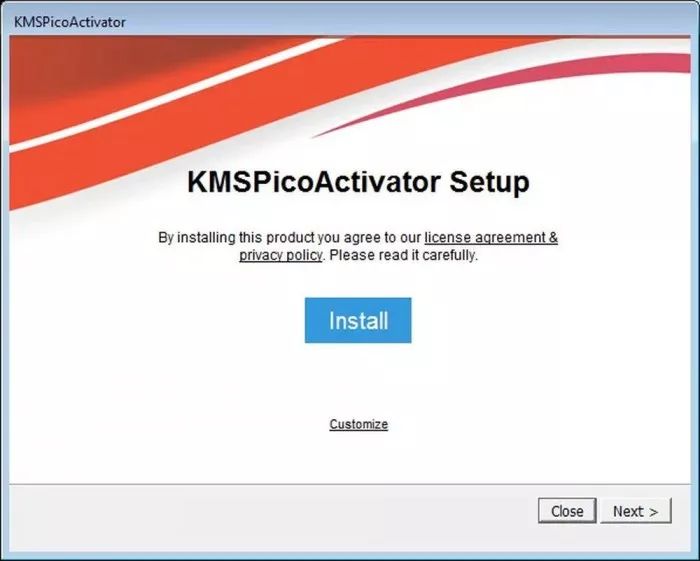 KMSPicoActivator
KMSPicoActivator Setup
By installing this product you agree to our license agreement &
privacy policy. Please read it carefully.
Install
Customize
Close Next >